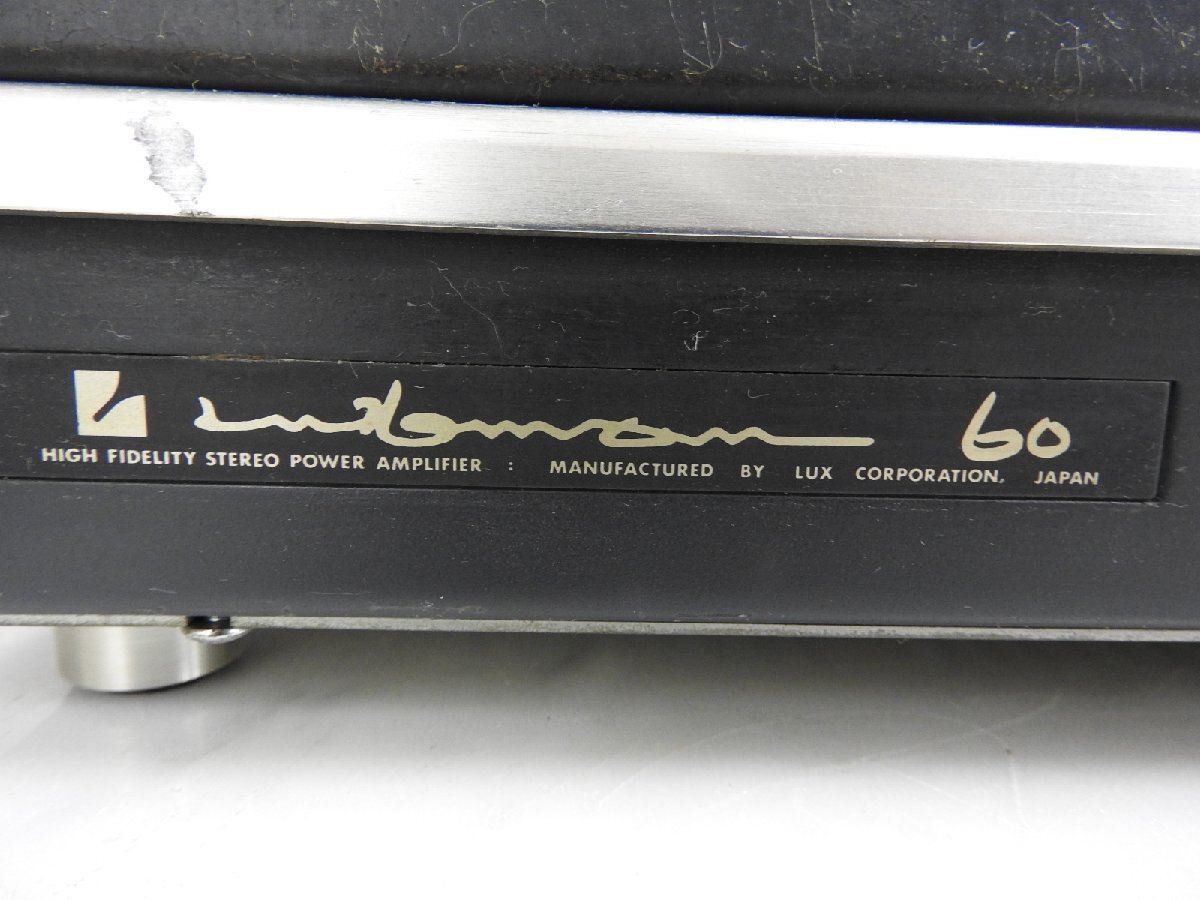 Luxman 60
HIGH FIDELITY STEREO POWER AMPLIFIER : MANUFACTURED BY LUX CORPORATION. JAPAN